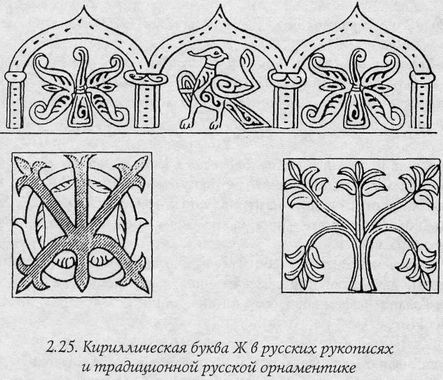 2.25. Кириллическая буква Ж в русских рукописях
и традиционной русской орнаментике